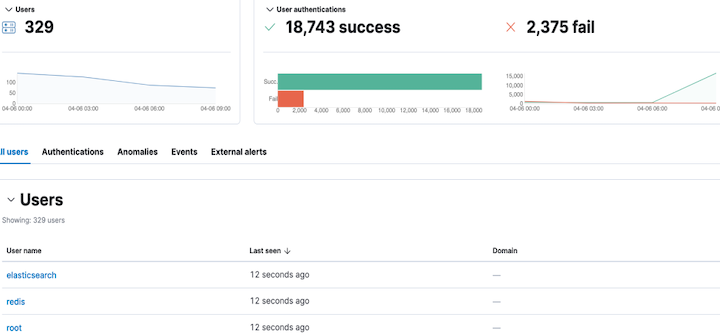 Users
329
User authentications
18,743 success
2,375 fail
100
50
0
04-06 00:00 04-06 03:00 04-06 06:00 04-06 09:00
Succ.
Fail
0 2,000 4,000 6,000 8,000 10,000 12,000 14,000 16,000 18,000
15,000
10,000
5,000
0
04-06 00:00 04-06 03:00 04-06 06:00 04-06 0
ll users Authentications Anomalies Events External alerts
Users
Showing: 329 users
User name Last seen Domain
elasticsearch 12 seconds ago —
redis 12 seconds ago —
root 12 seconds ago —